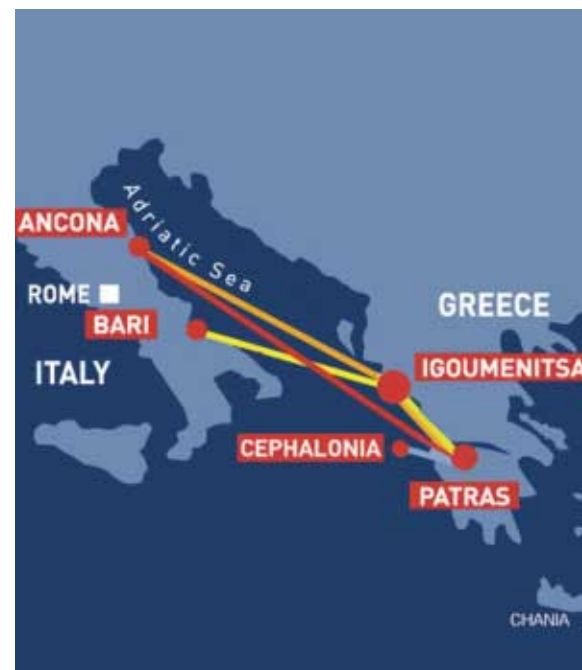 Adriatic Sea
ANCONA
ROME
BARI
GREECE
ITALY
IGOUMENITSA
CEPHALONIA
PATRAS
CHANIA